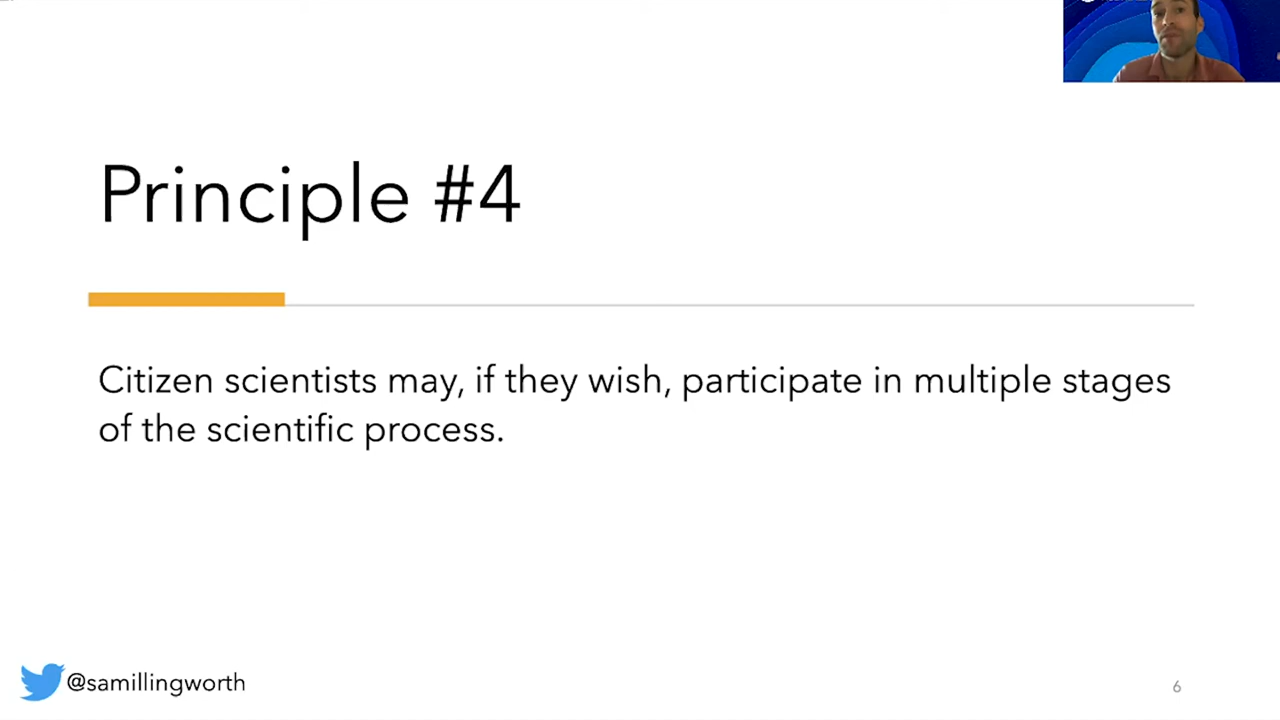 Principle #4
Citizen scientists may, if they wish, participate in multiple stages
of the scientific process.
@samillingworth
6